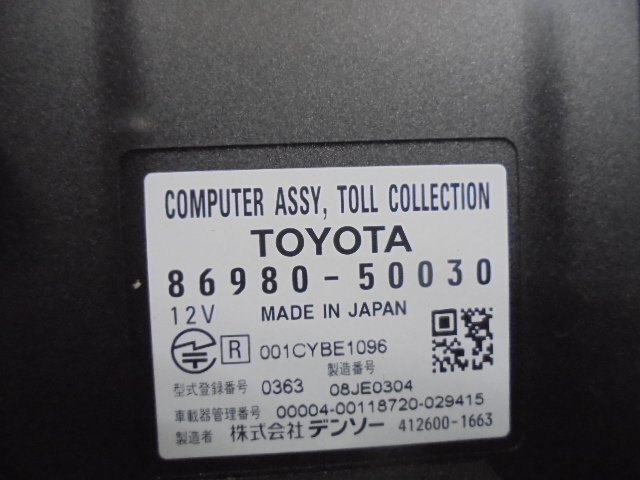 COMPUTER ASSY, TOLL COLLECTION
TOYOTA
86980-50030
12V MADE IN JAPAN
R 001CYBE1096
製造番号
型式登録番号 0363 08JE0304
車載器管理番号 00004-00118720-029415
製造者 株式会社 デンソー 412600-1663